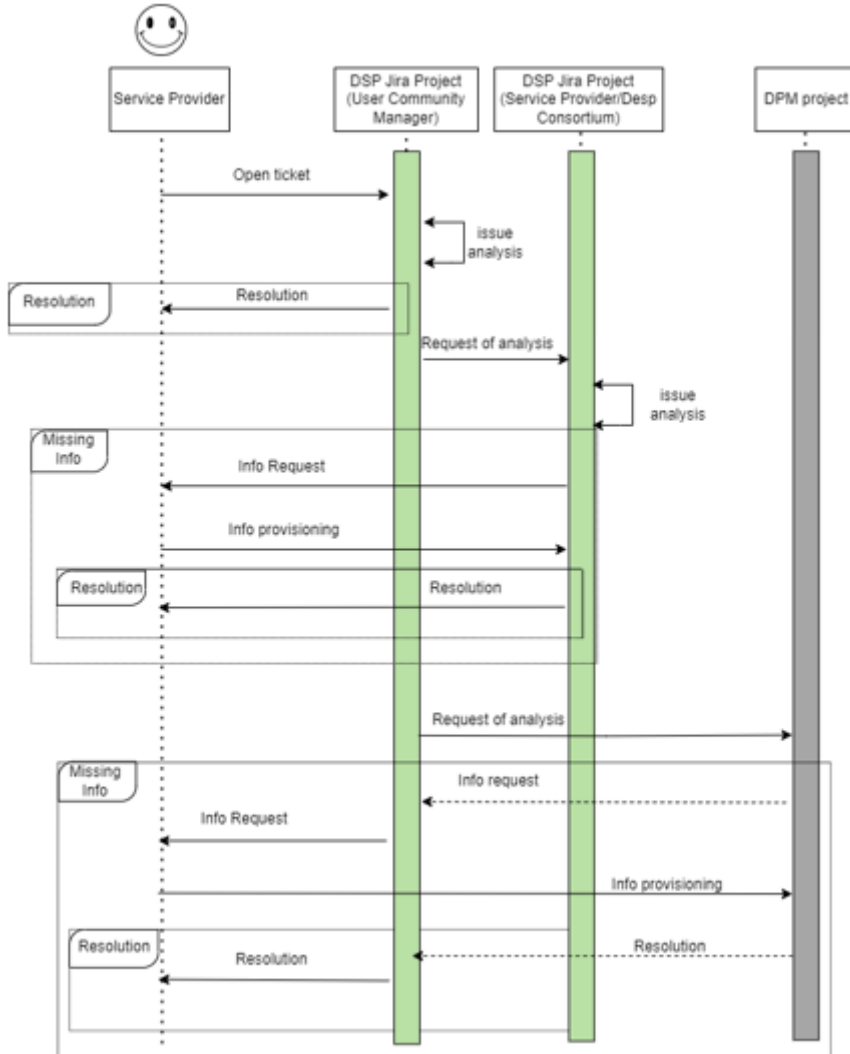 Service Provider
DSP Jira Project
(User Community
Manager)
DSP Jira Project
(Service Provider/Desp
Consortium)
DPM project
Open ticket
issue
analysis
Resolution
Resolution
Request of analysis
issue
analysis
Missing
Info
Info Request
Info provisioning
Resolution
Resolution
Request of analysis
Missing
Info
Info request
Info Request
Info provisioning
Resolution
Resolution
Resolution